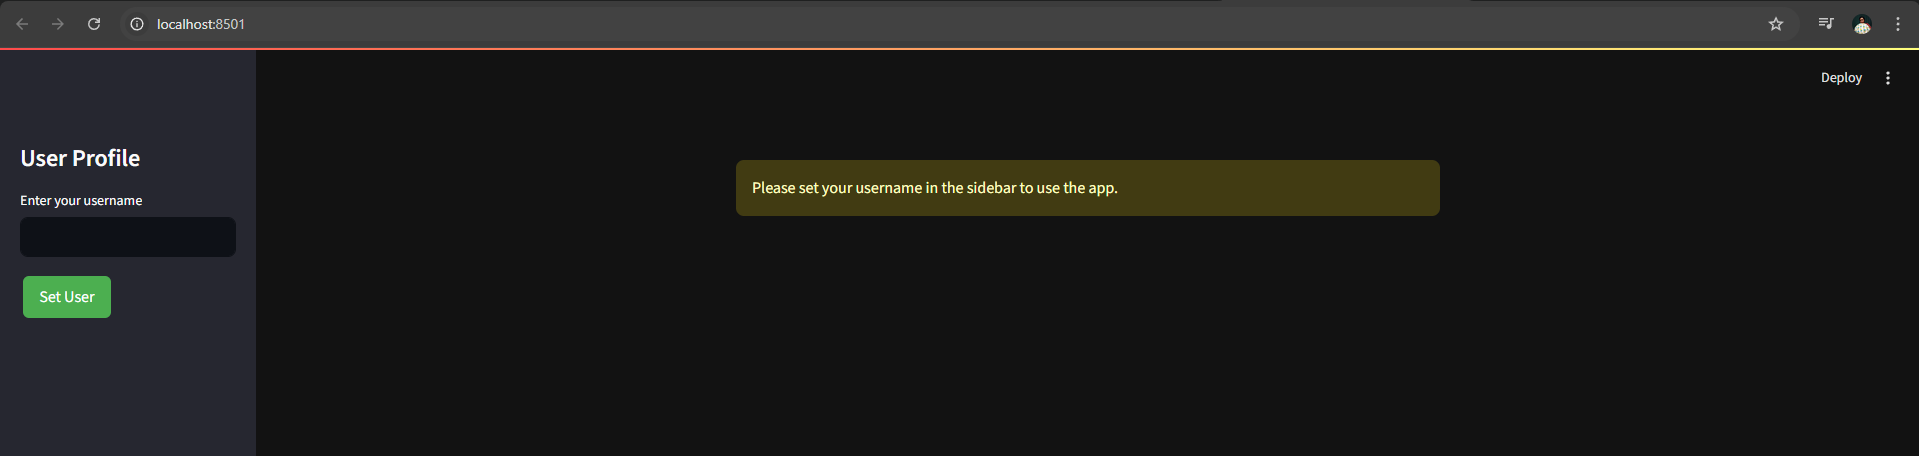 localhost:8501
Deploy
User Profile
Enter your username
Set User
Please set your username in the sidebar to use the app.